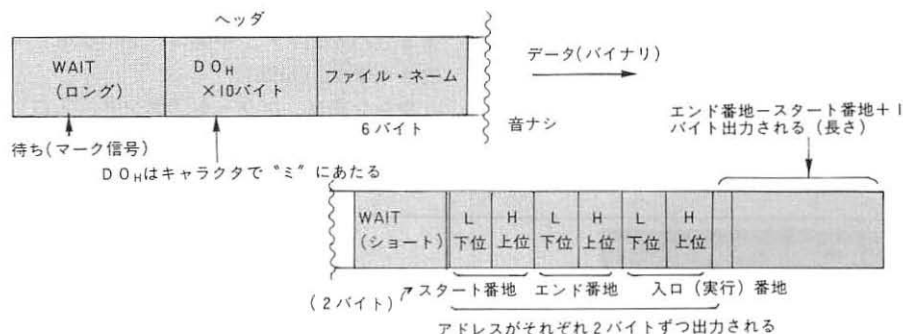 ヘッダ
WAIT
(ロング)
D0H
×10バイト
ファイル・ネーム
データ(バイナリ)
音ナシ
6バイト
待ち(マーク信号)
D0Hはキャラクタで“ミ”にあたる
エンド番地－スタート番地＋1
バイト出力される(長さ)
WAIT
(ショート)
L
下位
H
上位
L
下位
H
上位
L
下位
H
上位
(2バイト)
スタート番地
エンド番地
入口(実行)番地
アドレスがそれぞれ2バイトずつ出力される